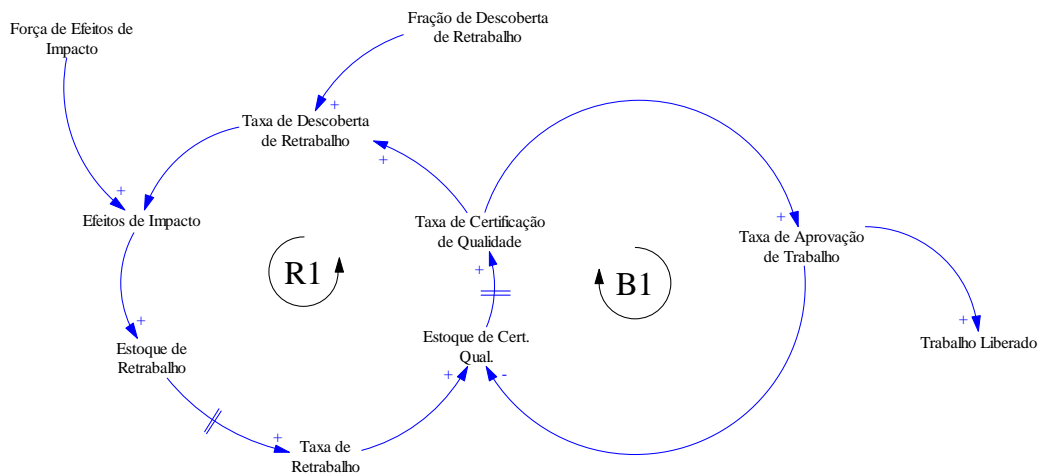 Força de Efeitos de
Impacto
Fração de Descoberta
de Retrabalho
+
Taxa de Descoberta
de Retrabalho
+
+
Efeitos de Impacto
Taxa de Certificação
de Qualidade
+
Taxa de Aprovação
de Trabalho
R1
+
B1
+
Estoque de
Retrabalho
Estoque de Cert.
Qual.
+
Trabalho Liberado
+
-
+
Taxa de
Retrabalho